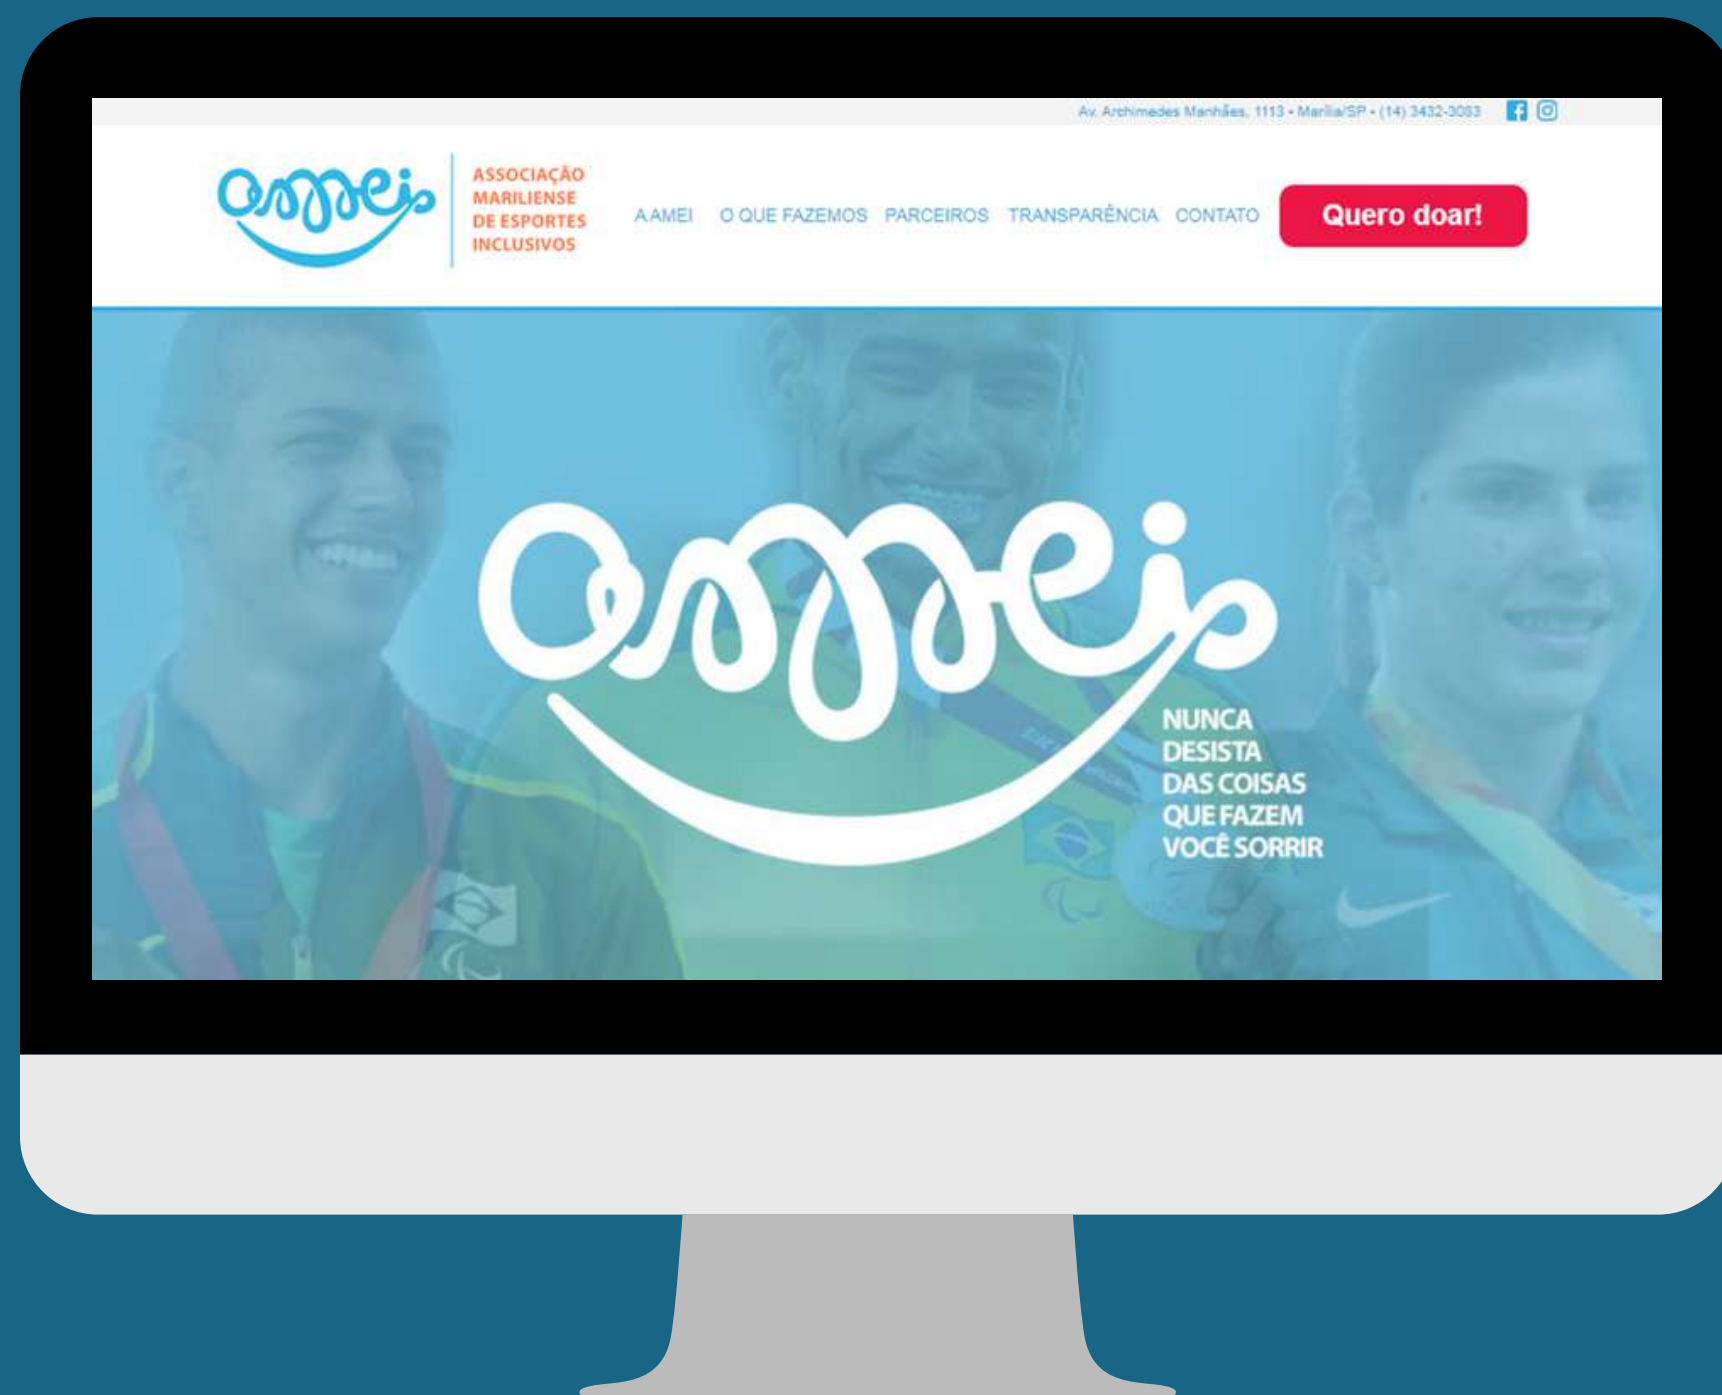 Av. Archimedes Manhães, 1113 • Marília/SP • (14) 3432-3083
amei
ASSOCIAÇÃO
MARILIENSE
DE ESPORTES
INCLUSIVOS
A AMEI O QUE FAZEMOS PARCEIROS TRANSPARÊNCIA CONTATO Quero doar!
amei
NUNCA
DESISTA
DAS COISAS
QUE FAZEM
VOCÊ SORRIR